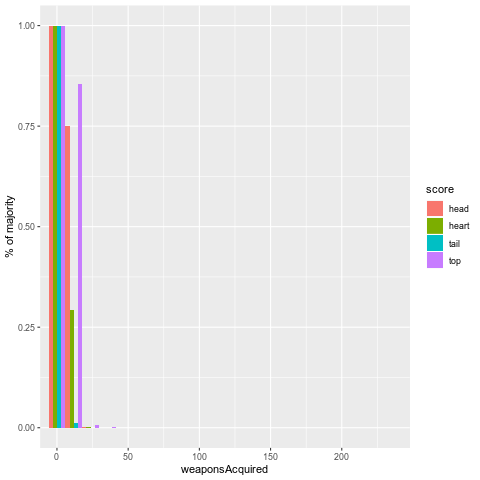 1.00
0.75
0.50
0.25
0.00
% of majority
0 50 100 150 200
weaponsAcquired
score
head
heart
tail
top